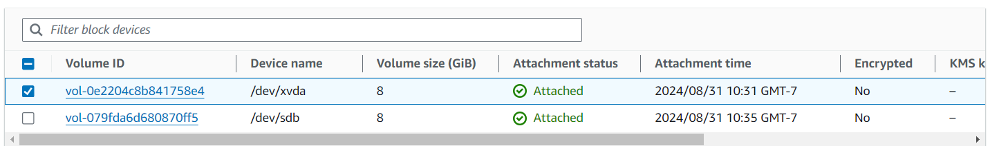 Filter block devices
Volume ID Device name Volume size (GiB) Attachment status Attachment time Encrypted KMS k
vol-0e2204c8b841758e4 /dev/xvda 8 Attached 2024/08/31 10:31 GMT-7 No –
vol-079fda6d680870ff5 /dev/sdb 8 Attached 2024/08/31 10:35 GMT-7 No –